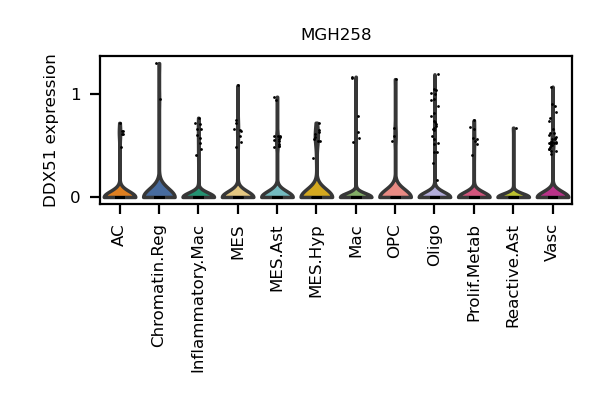 MGH258
DDX51 expression
1
0
AC
Chromatin.Reg
Inflammatory.Mac
MES
MES.Ast
MES.Hyp
Mac
OPC
Oligo
Prolif.Metab
Reactive.Ast
Vasc